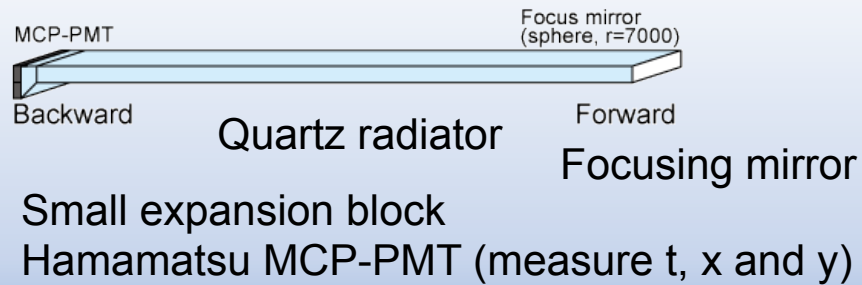 MCP-PMT
Focus mirror
(sphere, r=7000)
Backward
Forward
Quartz radiator
Focusing mirror
Small expansion block
Hamamatsu MCP-PMT (measure t, x and y)